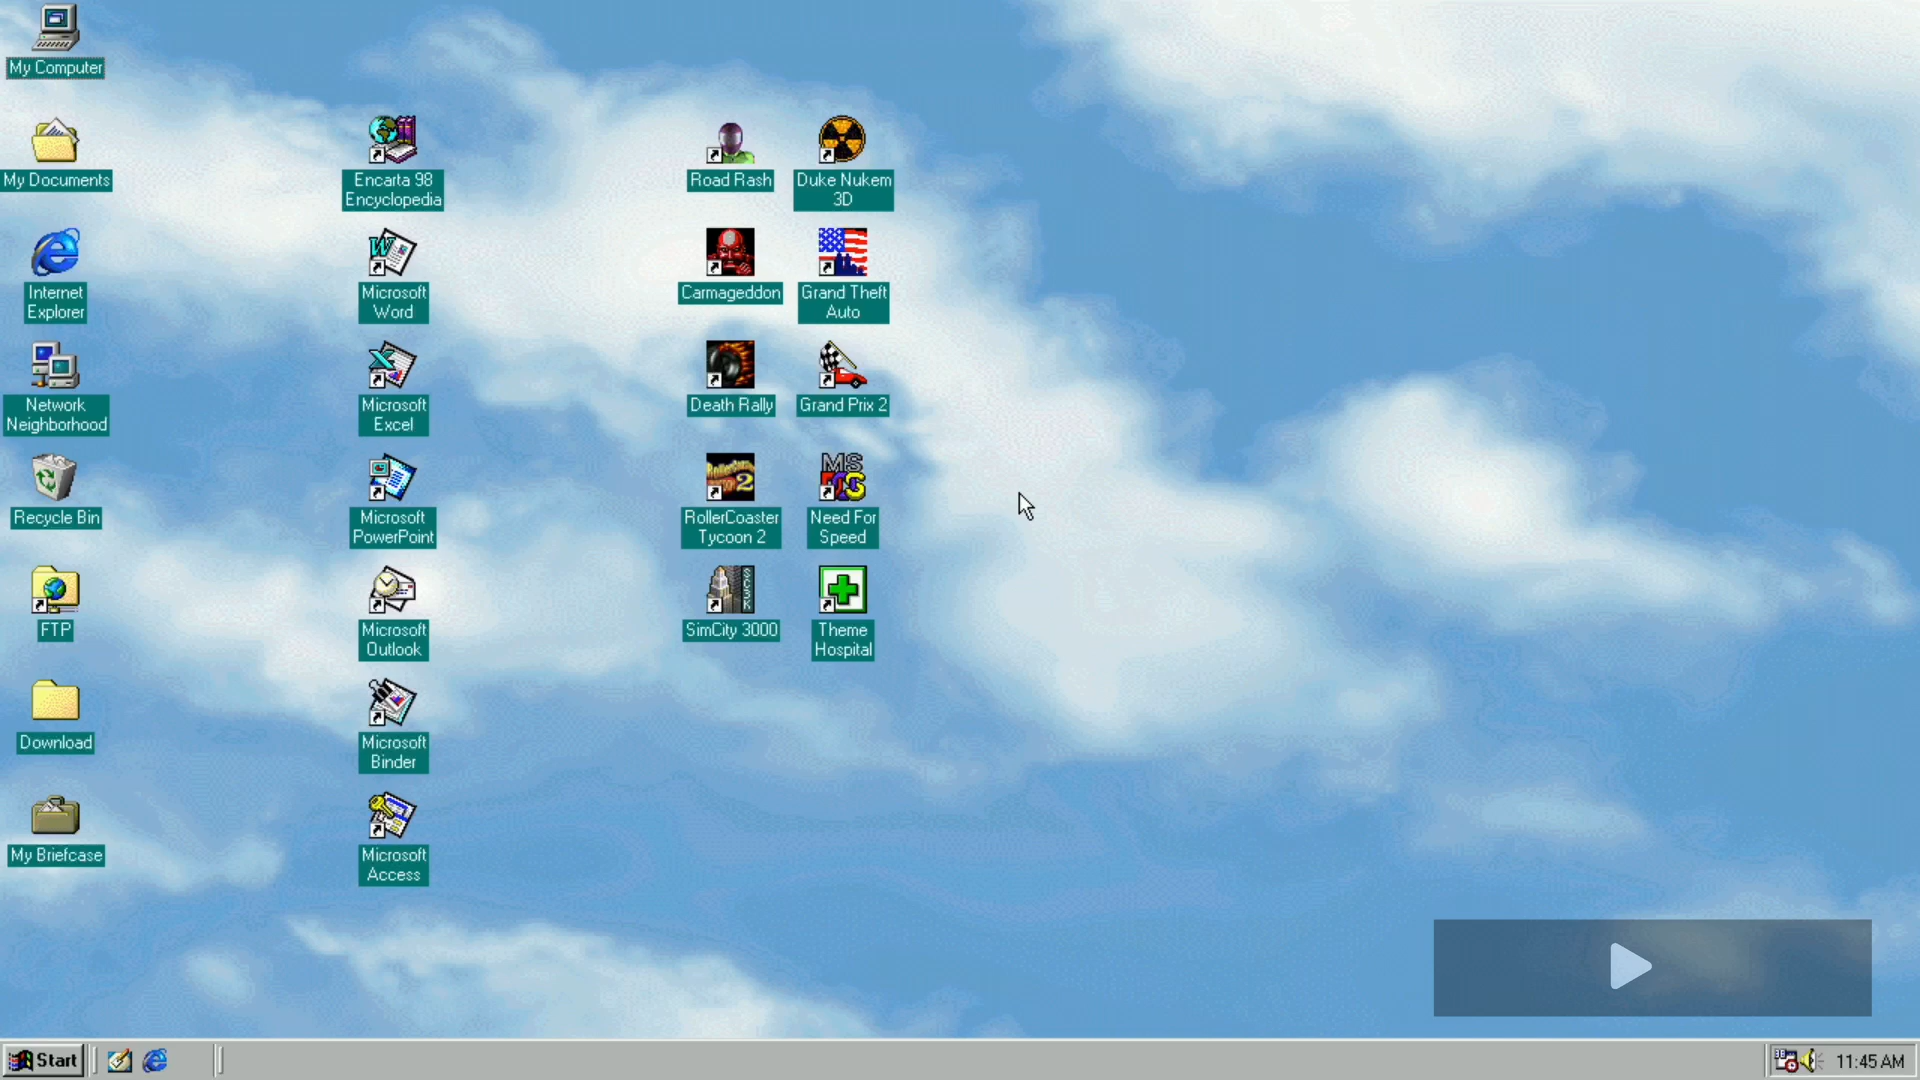 My Computer
My Documents
Internet
Explorer
Network
Neighborhood
Recycle Bin
FTP
Download
My Briefcase
Encarta 98
Encyclopedia
Microsoft
Word
Microsoft
Excel
Microsoft
PowerPoint
Microsoft
Outlook
Microsoft
Binder
Microsoft
Access
Road Rash
Carmageddon
Death Rally
RollerCoaster
Tycoon 2
SC3K
SimCity 3000
Duke Nukem
3D
Grand Theft
Auto
Grand Prix 2
MS
Need For
Speed
Theme
Hospital
Start
11:45 AM